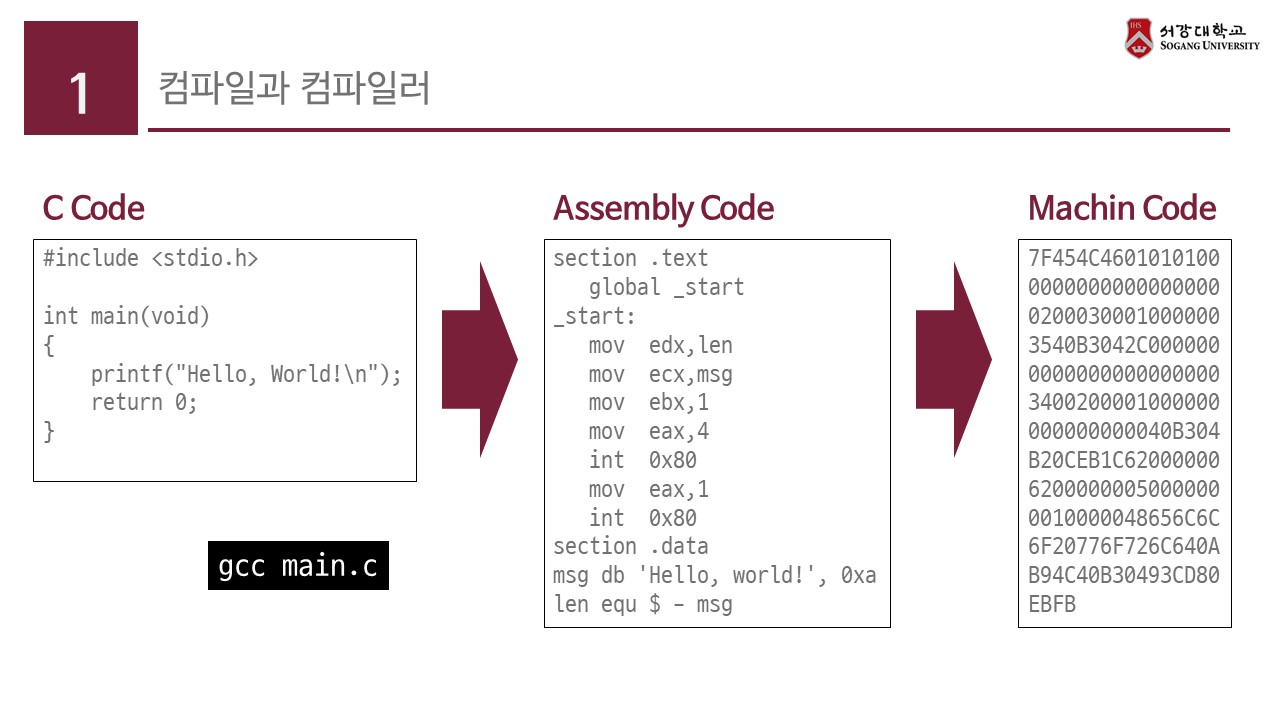 1
컴파일과 컴파일러
IHS
서강대학교
SOGANG UNIVERSITY
C Code
#include <stdio.h>
int main(void)
{
    printf("Hello, World!\n");
    return 0;
}
gcc main.c
Assembly Code
section .text
   global _start
_start:
   mov  edx,len
   mov  ecx,msg
   mov  ebx,1
   mov  eax,4
   int  0x80
   mov  eax,1
   int  0x80
section .data
msg db 'Hello, world!', 0xa
len equ $ - msg
Machin Code
7F454C4601010100
0000000000000000
0200030001000000
3540B3042C000000
0000000000000000
3400200001000000
000000000040B304
B20CEB1C62000000
6200000005000000
0010000048656C6C
6F20776F726C640A
B94C40B30493CD80
EBFB